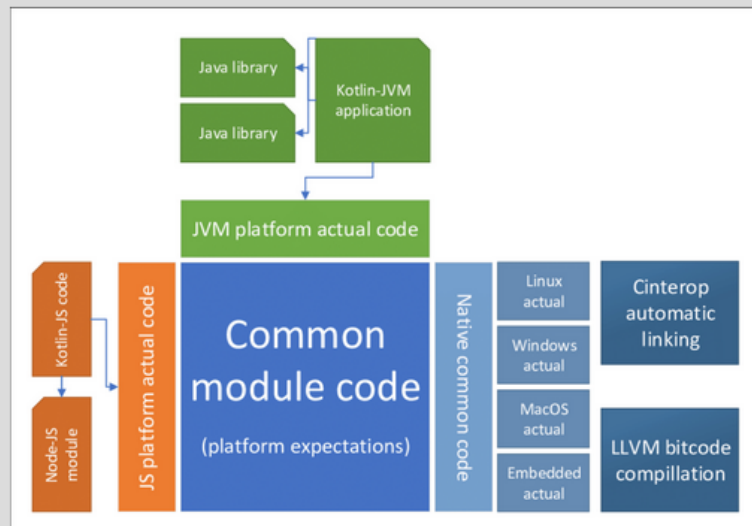 Java library
Java library
Kotlin-JVM
application
JVM platform actual code
Kotlin-JS code
Node-JS
module
JS platform actual code
Common
module code
(platform expectations)
Native common code
Linux
actual
Windows
actual
MacOS
actual
Embedded
actual
Cinterop
automatic
linking
LLVM bitcode
compillation